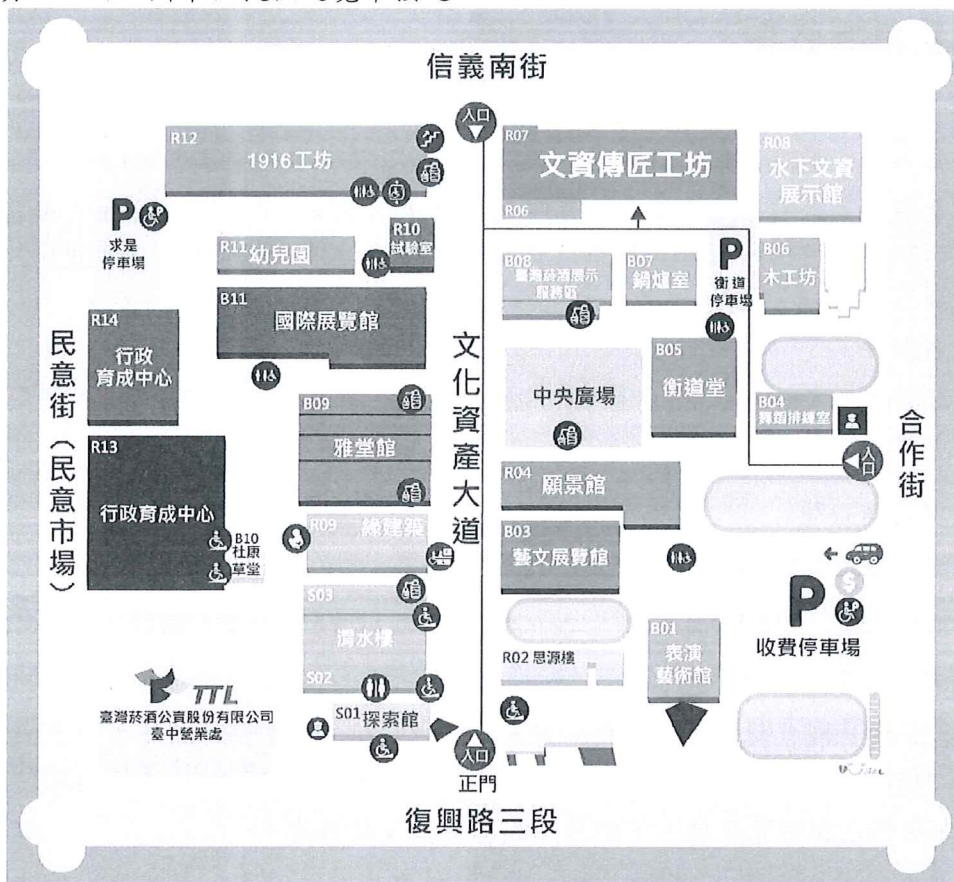 信義南街
入口
R12
1916工坊
R07
文資傳匠工坊
R06
R08
水下文資
展示館
P
求是
停車場
R11 幼兒園
R10
試驗室
B08
臺灣菸酒展示
服務區
B07
鍋爐室
P
衡道
停車場
B06
木工坊
B11
國際展覽館
R14
行政
育成中心
民意街（民意市場）
文化資產大道
中央廣場
B05
衡道堂
B04
舞蹈排練室
入口
合作街
B09
雅堂館
R13
行政育成中心
B10
杜康
草堂
R04
願景館
R09
綠建築
B03
藝文展覽館
S03
渭水樓
S02
P
$
收費停車場
R02 思源樓
B01
表演
藝術館
TTL
臺灣菸酒公賣股份有限公司
臺中營業處
S01 探索館
入口
正門
復興路三段